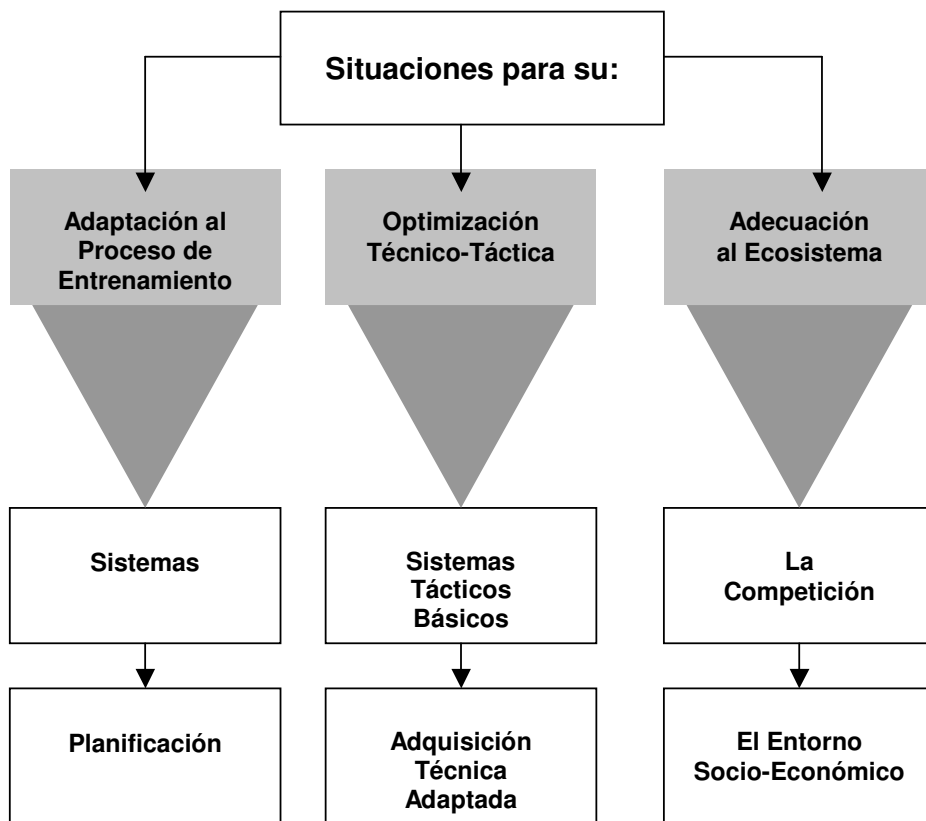 Situaciones para su:
Adaptación al
Proceso de
Entrenamiento
Optimización
Técnico-Táctica
Adecuación
al Ecosistema
Sistemas
Sistemas
Tácticos
Básicos
La
Competición
Planificación
Adquisición
Técnica
Adaptada
El Entorno
Socio-Económico